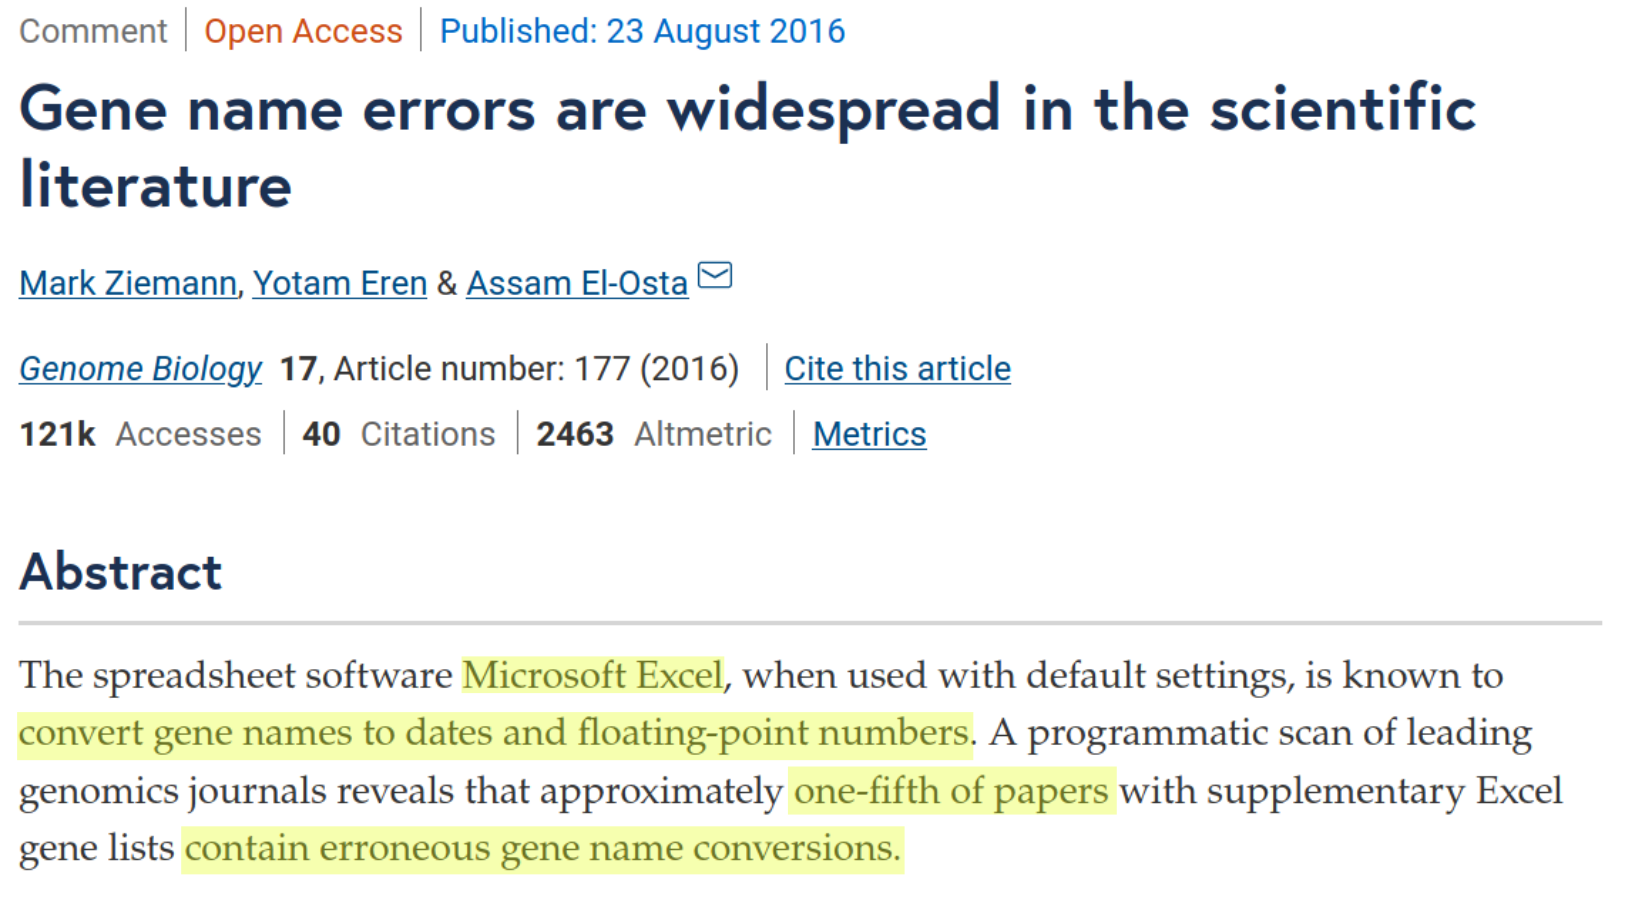 Comment | Open Access | Published: 23 August 2016
Gene name errors are widespread in the scientific
literature
Mark Ziemann, Yotam Eren & Assam El-Osta
Genome Biology 17, Article number: 177 (2016) | Cite this article
121k Accesses | 40 Citations | 2463 Altmetric | Metrics
Abstract
The spreadsheet software Microsoft Excel, when used with default settings, is known to
convert gene names to dates and floating-point numbers. A programmatic scan of leading
genomics journals reveals that approximately one-fifth of papers with supplementary Excel
gene lists contain erroneous gene name conversions.